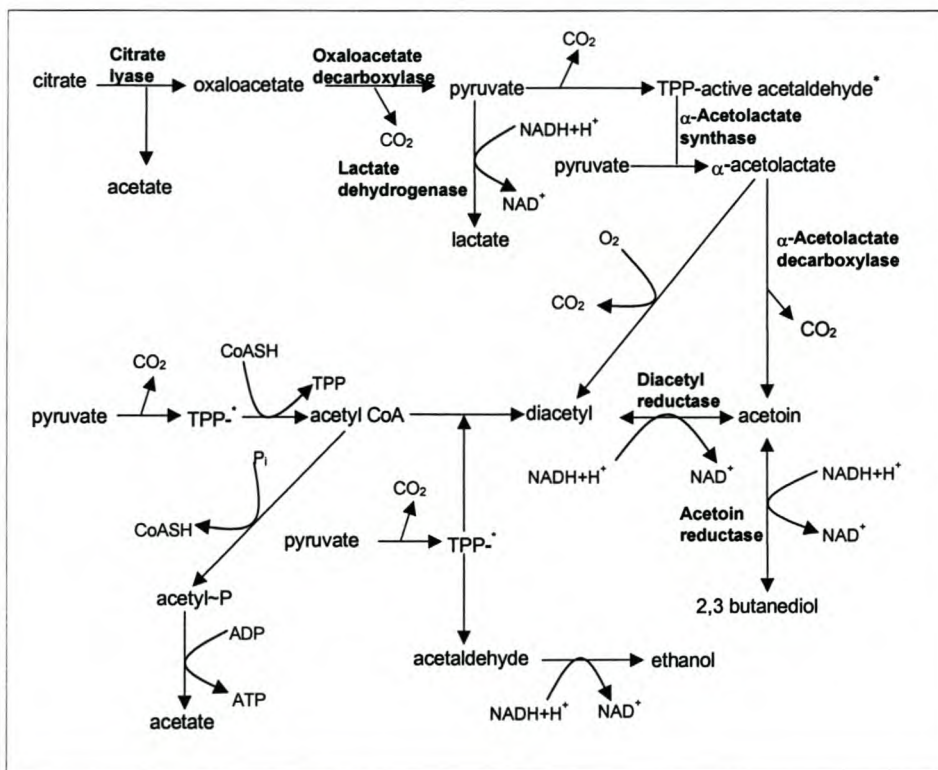 citrate
Citrate
lyase
acetate
oxaloacetate
Oxaloacetate
decarboxylase
CO₂
pyruvate
CO₂
TPP-active acetaldehyde*
NADH+H⁺
Lactate
dehydrogenase
NAD⁺
lactate
α-Acetolactate
synthase
pyruvate
α-acetolactate
O₂
CO₂
α-Acetolactate
decarboxylase
CO₂
pyruvate
CO₂
TPP-*
CoASH
TPP
acetyl CoA
diacetyl
Diacetyl
reductase
acetoin
NADH+H⁺
NAD⁺
NADH+H⁺
Acetoin
reductase
NAD⁺
2,3 butanediol
Pi
CoASH
acetyl~P
ADP
ATP
acetate
pyruvate
CO₂
TPP-*
acetaldehyde
ethanol
NADH+H⁺
NAD⁺